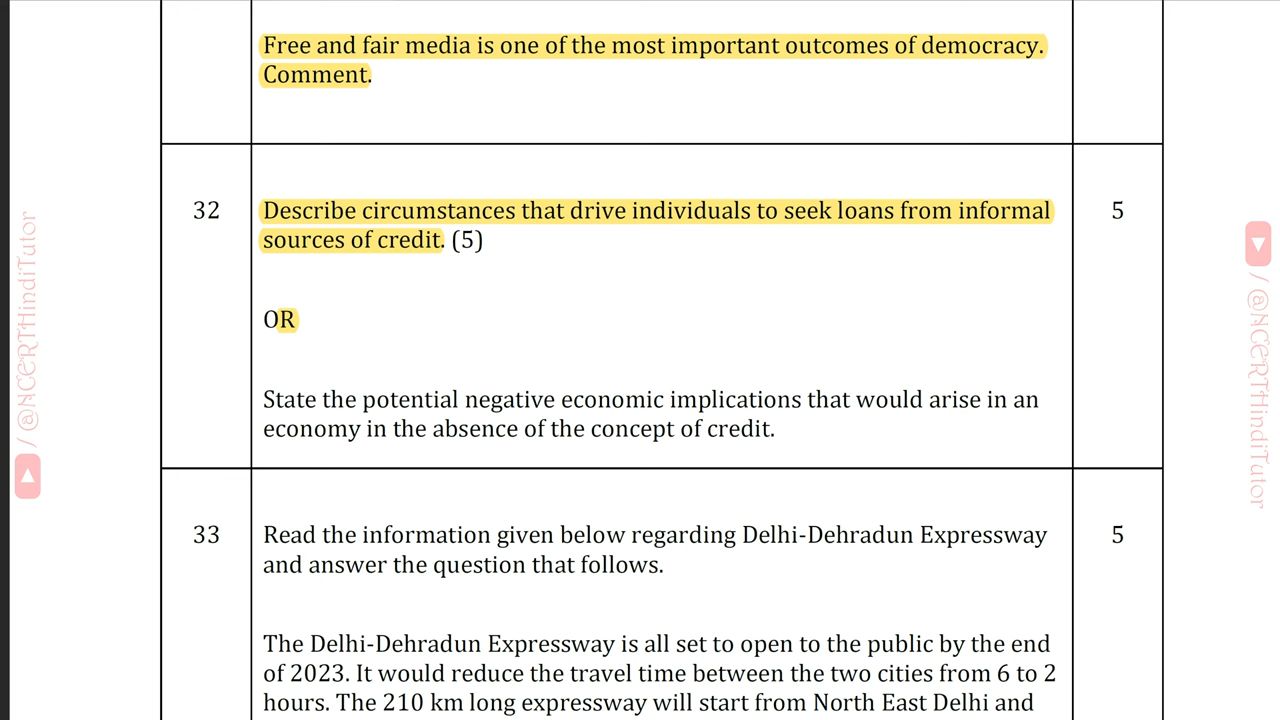 Free and fair media is one of the most important outcomes of democracy.
Comment.
32
Describe circumstances that drive individuals to seek loans from informal
sources of credit. (5)
5
OR
State the potential negative economic implications that would arise in an
economy in the absence of the concept of credit.
33
Read the information given below regarding Delhi-Dehradun Expressway
and answer the question that follows.
5
The Delhi-Dehradun Expressway is all set to open to the public by the end
of 2023. It would reduce the travel time between the two cities from 6 to 2
hours. The 210 km long expressway will start from North East Delhi and
/ @NCERTHindiTutor
/ @NCERTHindiTutor